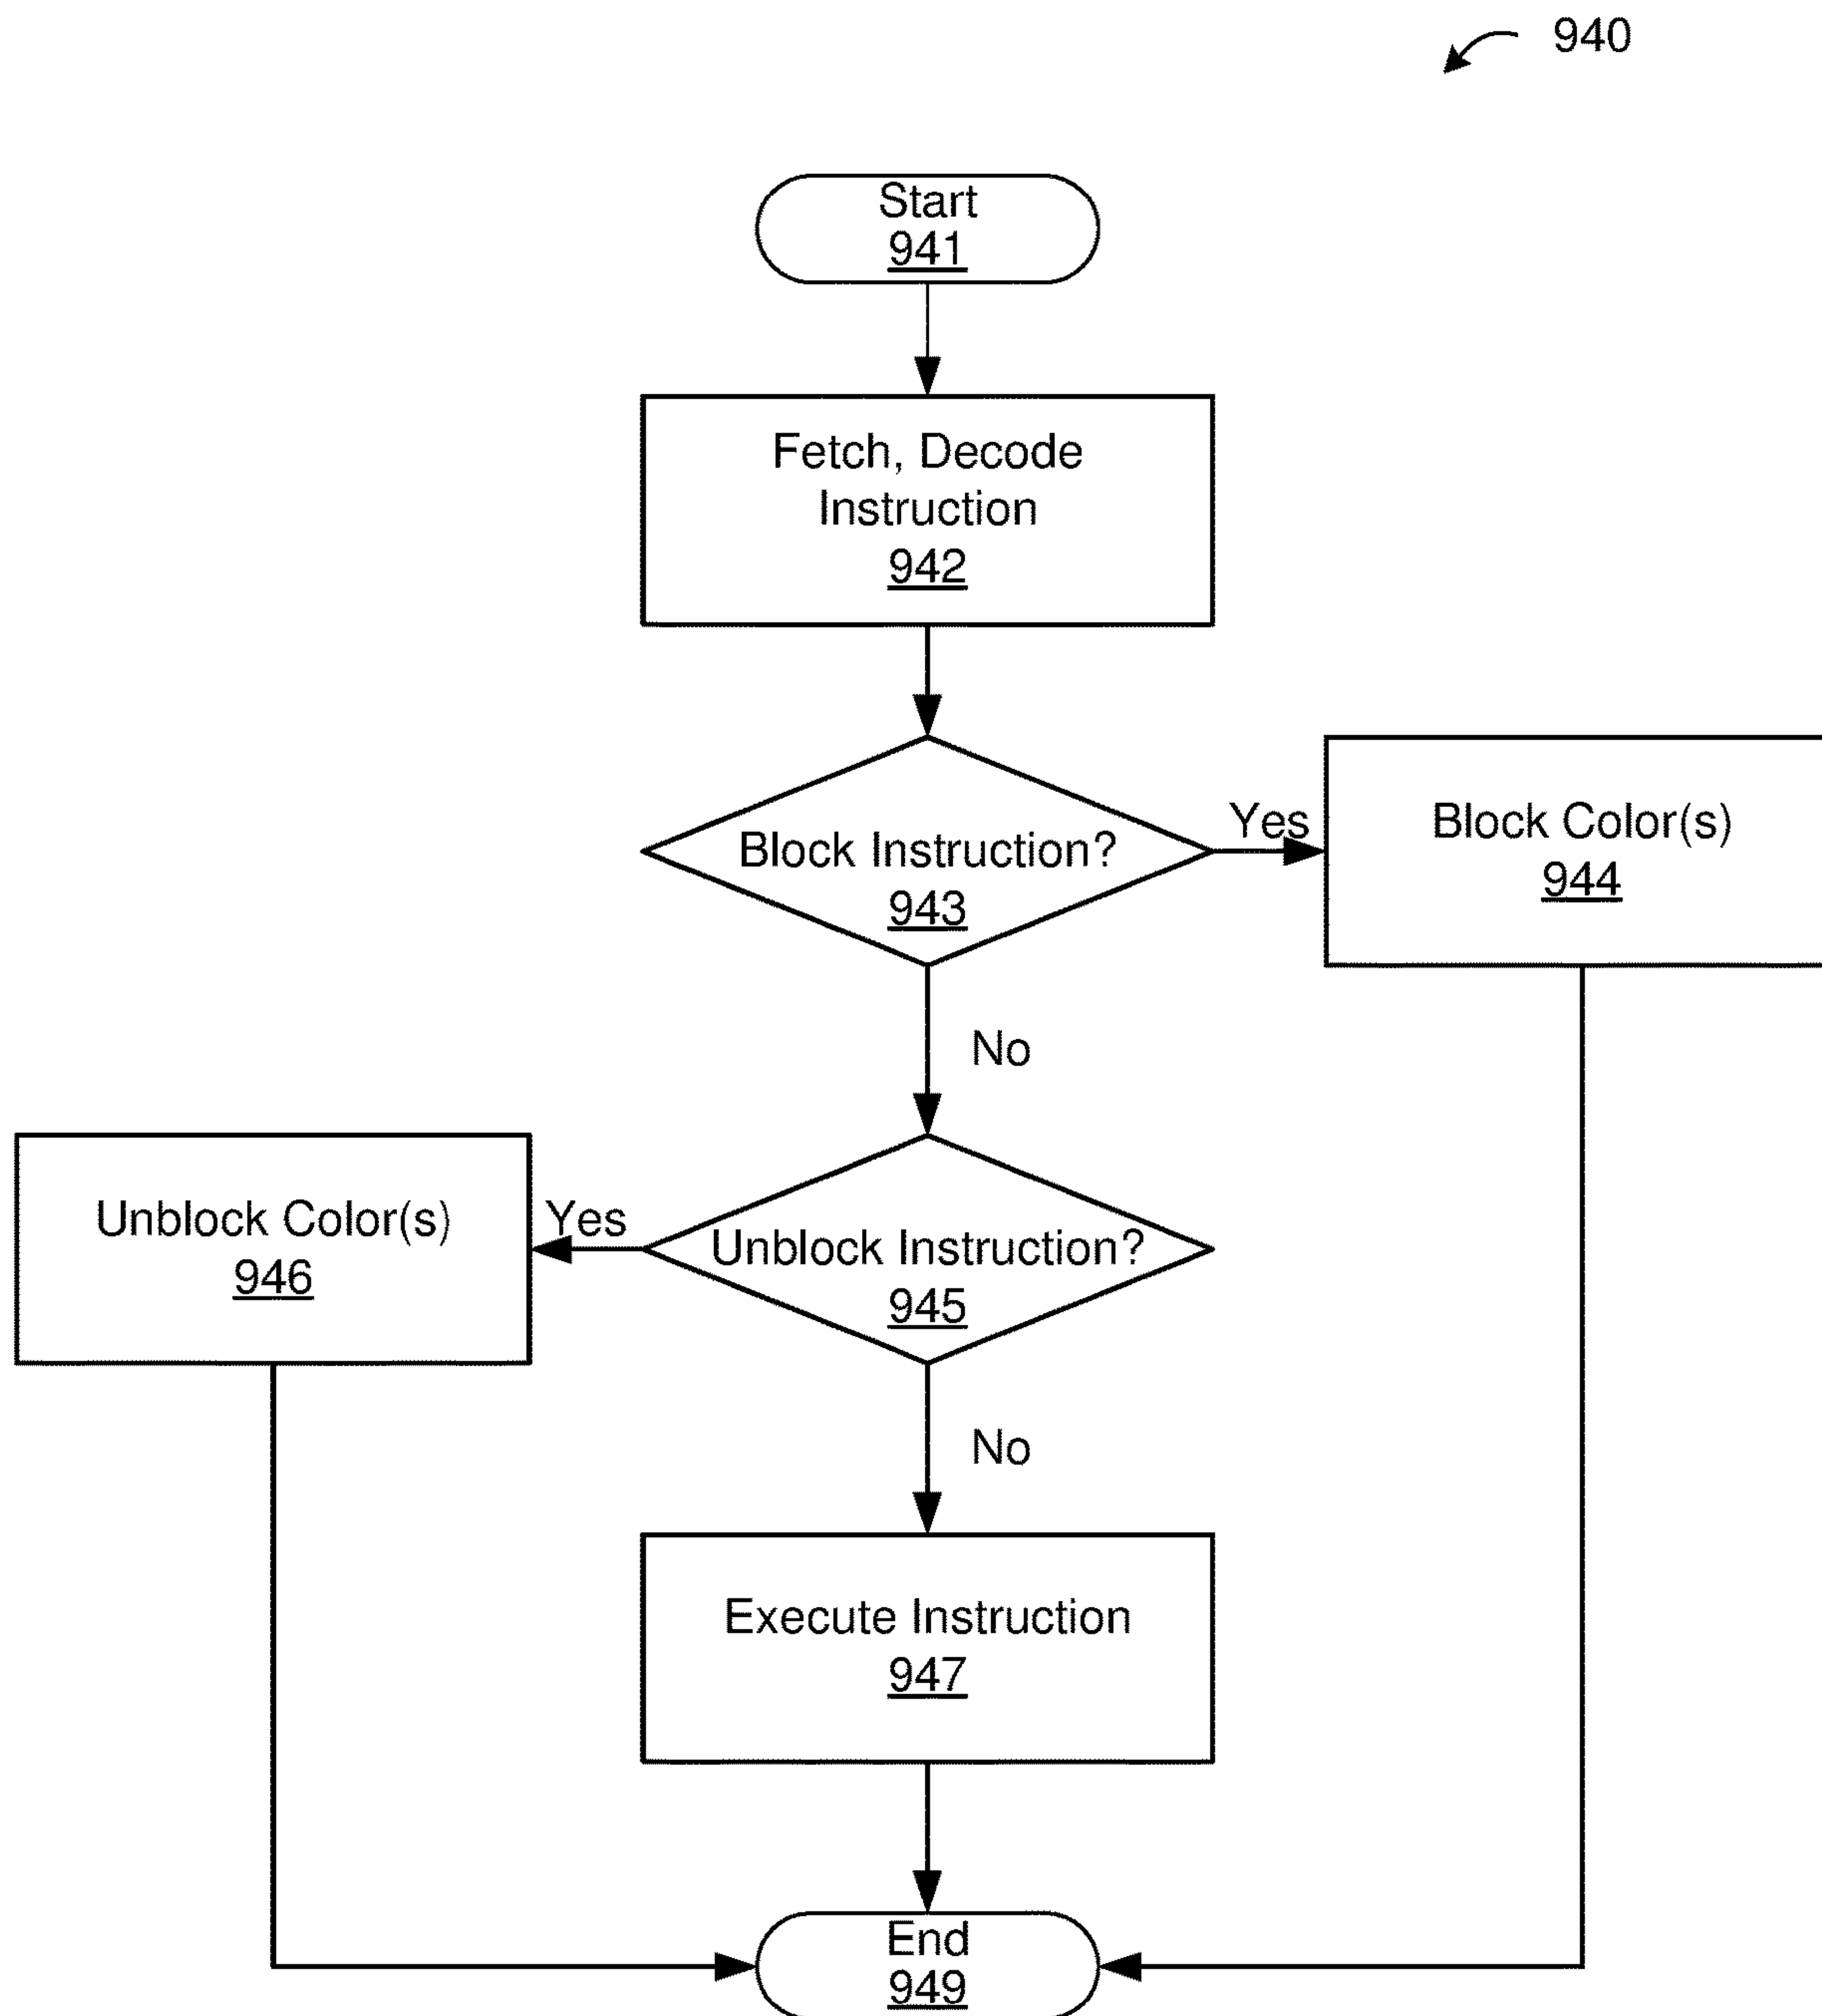 940
Start
941
Fetch, Decode
Instruction
942
Block Instruction?
943
Yes
Block Color(s)
944
No
Unblock Color(s)
946
Yes
Unblock Instruction?
945
No
Execute Instruction
947
End
949